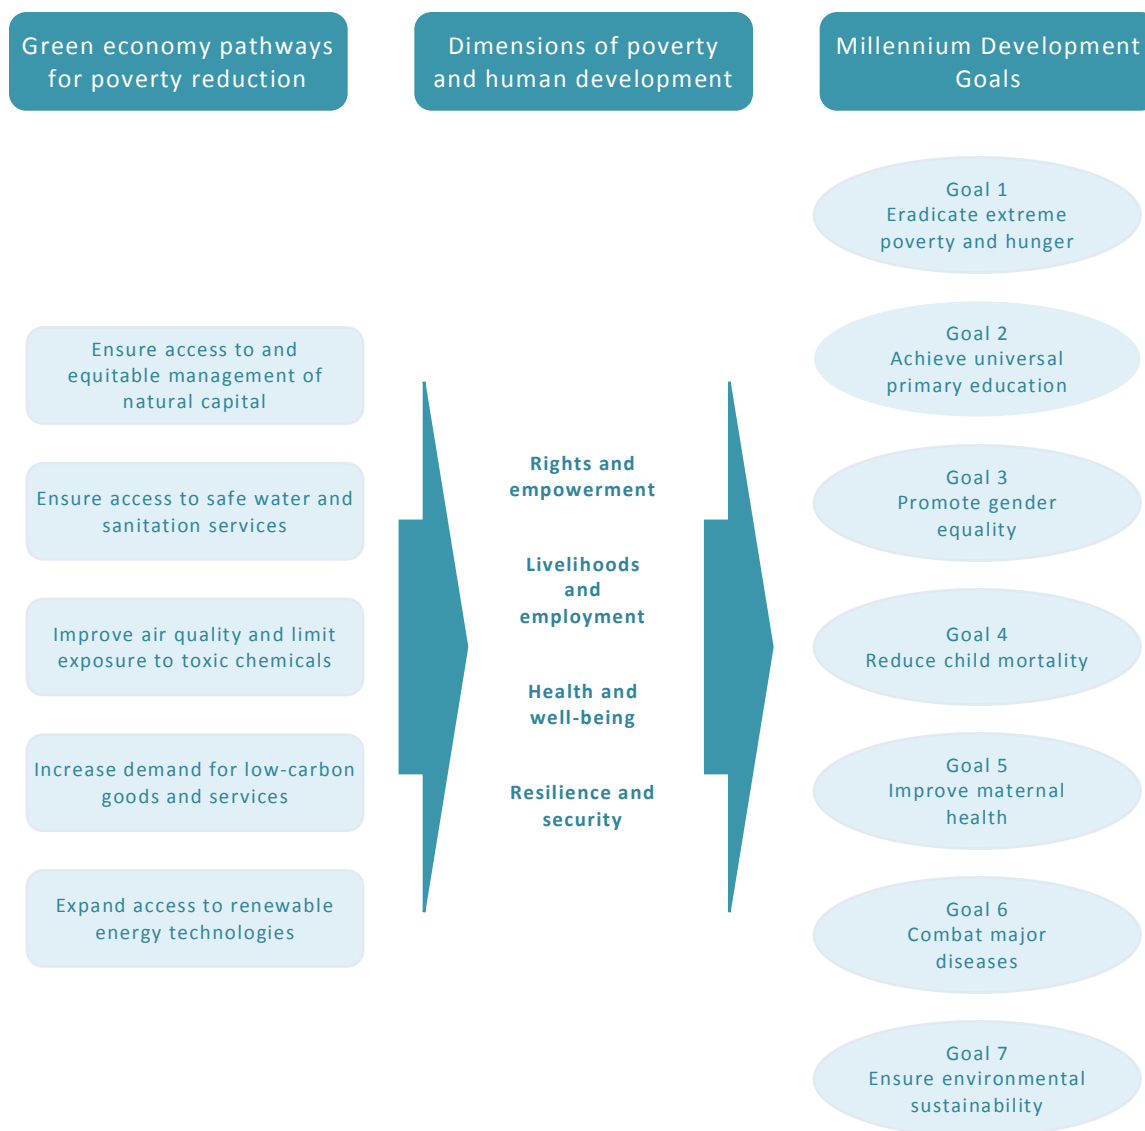 Green economy pathways
for poverty reduction
Dimensions of poverty
and human development
Millennium Development
Goals
Ensure access to and
equitable management of
natural capital
Ensure access to safe water and
sanitation services
Improve air quality and limit
exposure to toxic chemicals
Increase demand for low-carbon
goods and services
Expand access to renewable
energy technologies
Rights and
empowerment
Livelihoods
and
employment
Health and
well-being
Resilience and
security
Goal 1
Eradicate extreme
poverty and hunger
Goal 2
Achieve universal
primary education
Goal 3
Promote gender
equality
Goal 4
Reduce child mortality
Goal 5
Improve maternal
health
Goal 6
Combat major
diseases
Goal 7
Ensure environmental
sustainability